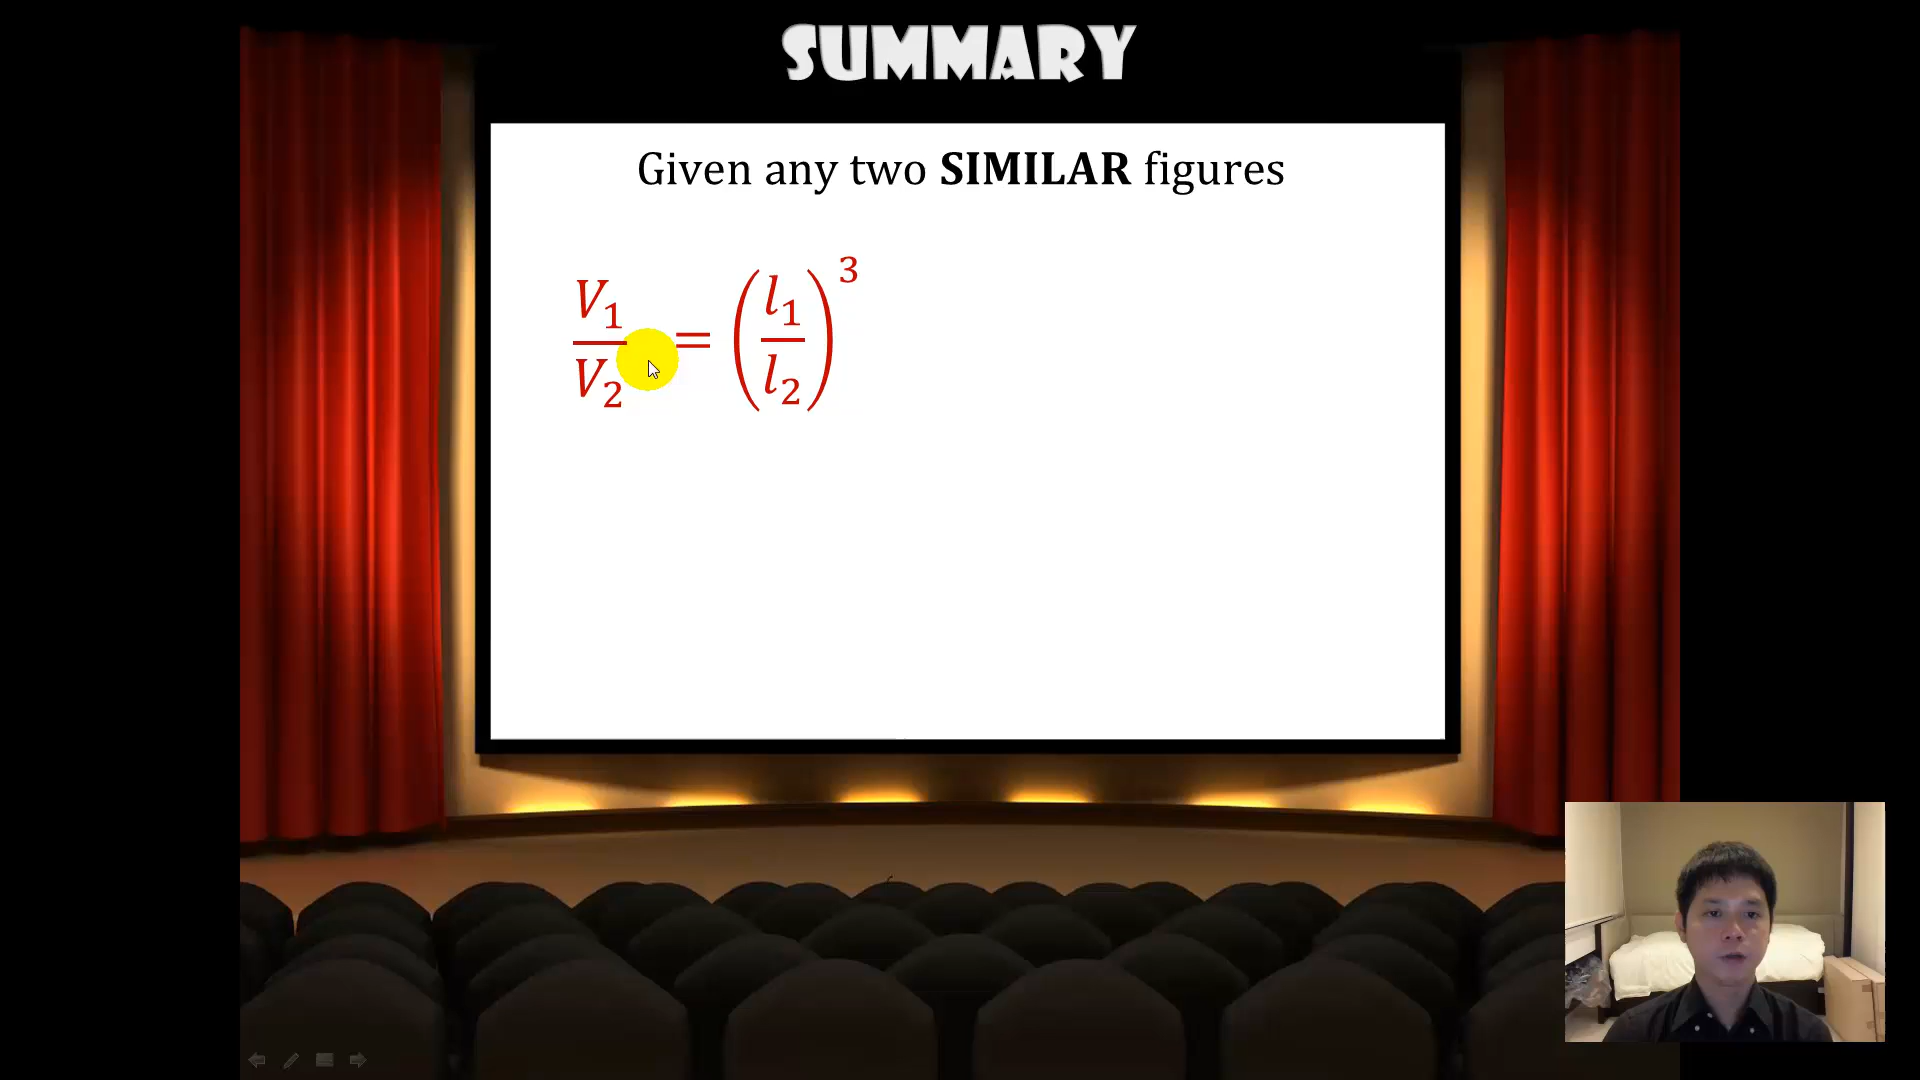 SUMMARY
Given any two SIMILAR figures
V₁/V₂ = (l₁/l₂)³